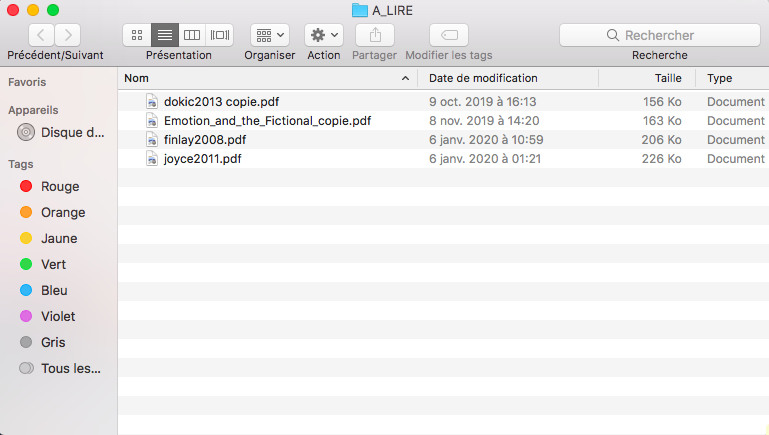 A_LIRE
Rechercher
Précédent/Suivant Présentation Organiser Action Partager Modifier les tags Recherche
Favoris
Appareils
Disque d...
Tags
Rouge
Orange
Jaune
Vert
Bleu
Violet
Gris
Tous les...
Nom Date de modification Taille Type
dokic2013 copie.pdf 9 oct. 2019 à 16:13 156 Ko Document
Emotion_and_the_Fictional_copie.pdf 8 nov. 2019 à 14:20 163 Ko Document
finlay2008.pdf 6 janv. 2020 à 10:59 206 Ko Document
joyce2011.pdf 6 janv. 2020 à 01:21 226 Ko Document